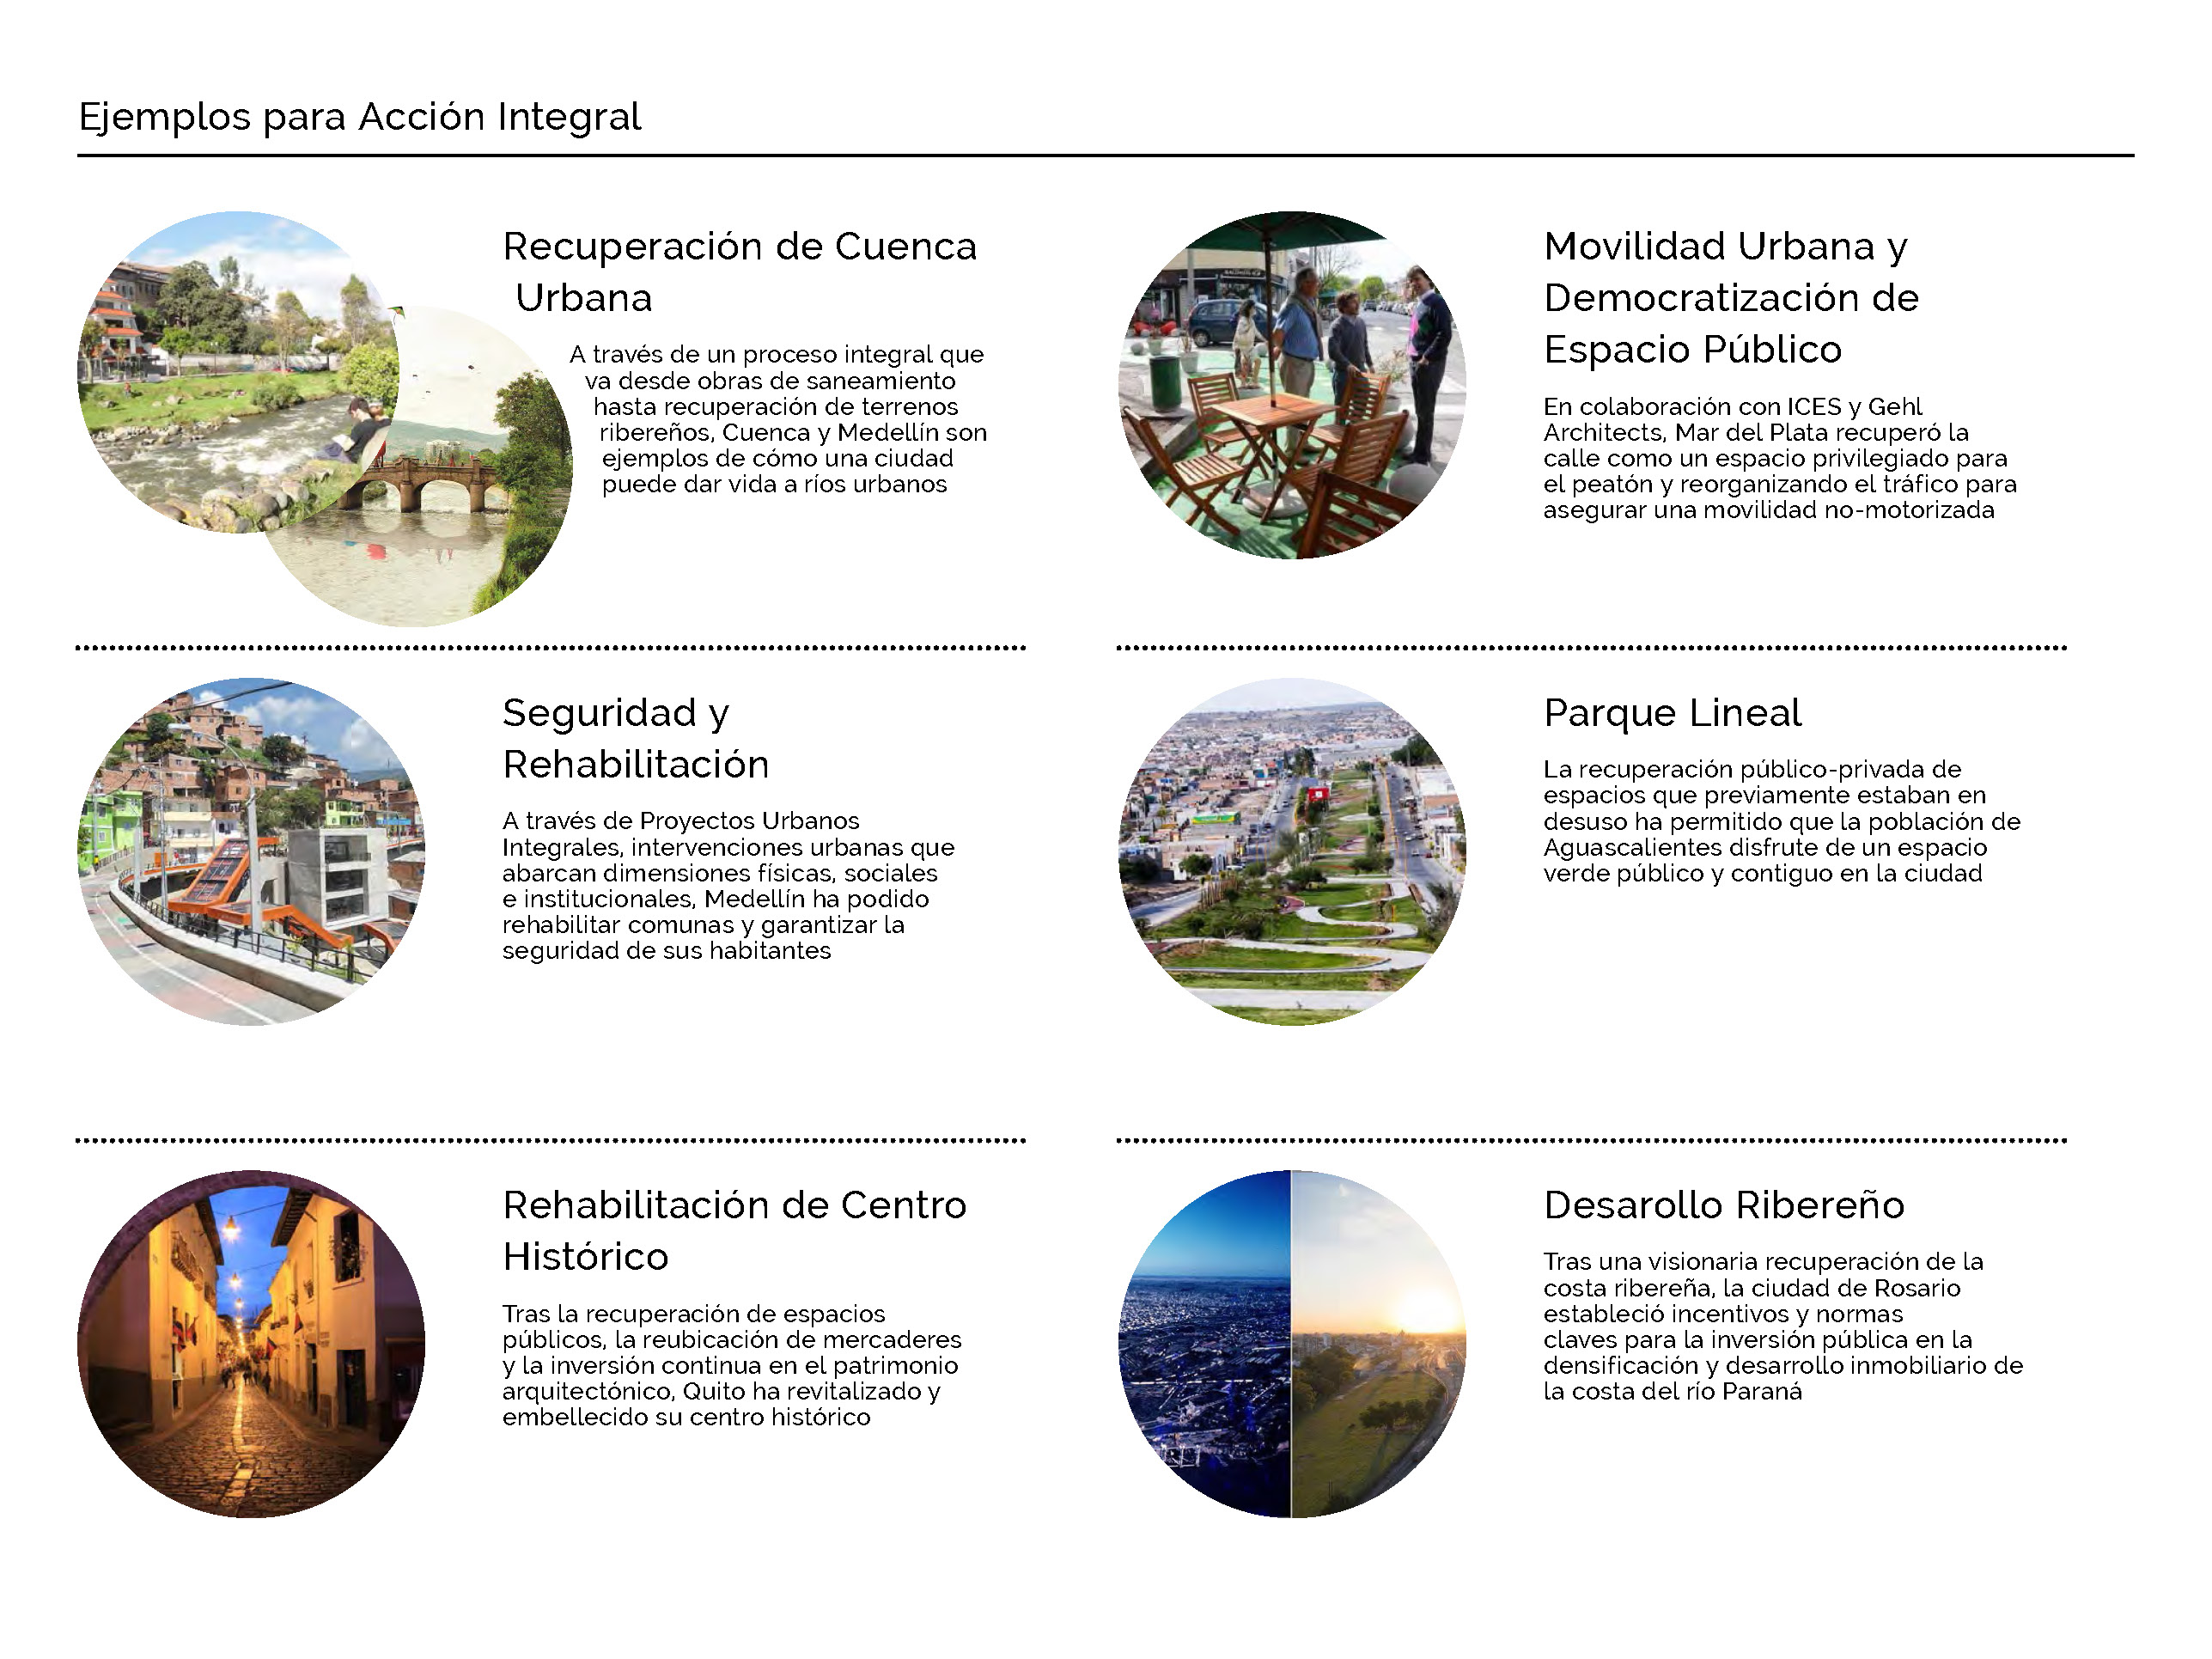 Ejemplos para Acción Integral
Recuperación de Cuenca
Urbana
A través de un proceso integral que
va desde obras de saneamiento
hasta recuperación de terrenos
ribereños, Cuenca y Medellín son
ejemplos de cómo una ciudad
puede dar vida a ríos urbanos
Movilidad Urbana y
Democratización de
Espacio Público
En colaboración con ICES y Gehl
Architects, Mar del Plata recuperó la
calle como un espacio privilegiado para
el peatón y reorganizando el tráfico para
asegurar una movilidad no-motorizada
Seguridad y
Rehabilitación
A través de Proyectos Urbanos
Integrales, intervenciones urbanas que
abarcan dimensiones físicas, sociales
e institucionales, Medellín ha podido
rehabilitar comunas y garantizar la
seguridad de sus habitantes
Parque Lineal
La recuperación público-privada de
espacios que previamente estaban en
desuso ha permitido que la población de
Aguascalientes disfrute de un espacio
verde público y contiguo en la ciudad
Rehabilitación de Centro
Histórico
Tras la recuperación de espacios
públicos, la reubicación de mercaderes
y la inversión continua en el patrimonio
arquitectónico, Quito ha revitalizado y
embellecido su centro histórico
Desarollo Ribereño
Tras una visionaria recuperación de la
costa ribereña, la ciudad de Rosario
estableció incentivos y normas
claves para la inversión pública en la
densificación y desarrollo inmobiliario de
la costa del río Paraná